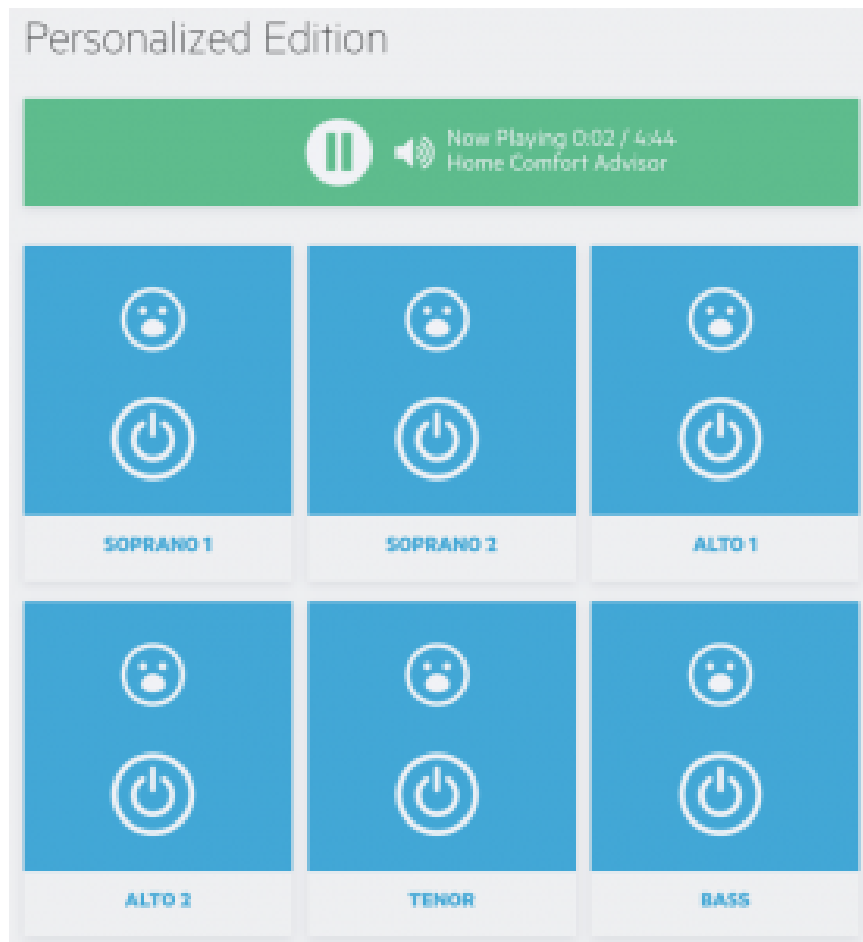 Personalized Edition
Now Playing 0:02 / 4:44
Home Comfort Advisor
SOPRANO 1
SOPRANO 2
ALTO 1
ALTO 2
TENOR
BASS